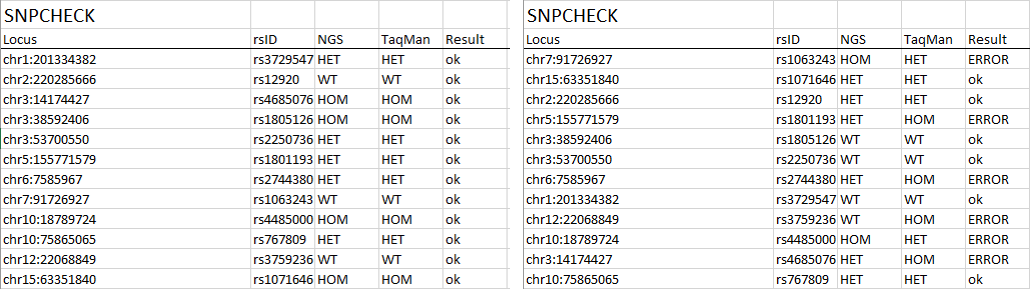 SNPCHECK
Locus rsID NGS TaqMan Result
chr1:201334382 rs3729547 HET HET ok
chr2:220285666 rs12920 WT WT ok
chr3:14174427 rs4685076 HOM HOM ok
chr3:38592406 rs1805126 HOM HOM ok
chr3:53700550 rs2250736 HET HET ok
chr5:155771579 rs1801193 HET HET ok
chr6:7585967 rs2744380 HET HET ok
chr7:91726927 rs1063243 WT WT ok
chr10:18789724 rs4485000 HOM HOM ok
chr10:75865065 rs767809 HET HET ok
chr12:22068849 rs3759236 WT WT ok
chr15:63351840 rs1071646 HOM HOM ok
SNPCHECK
Locus rsID NGS TaqMan Result
chr7:91726927 rs1063243 HOM HET ERROR
chr15:63351840 rs1071646 HET HET ok
chr2:220285666 rs12920 HET HET ok
chr5:155771579 rs1801193 HET HOM ERROR
chr3:38592406 rs1805126 WT WT ok
chr3:53700550 rs2250736 WT WT ok
chr6:7585967 rs2744380 HET HOM ERROR
chr1:201334382 rs3729547 WT WT ok
chr12:22068849 rs3759236 WT HOM ERROR
chr10:18789724 rs4485000 HOM HET ERROR
chr3:14174427 rs4685076 HET HOM ERROR
chr10:75865065 rs767809 HET HET ok